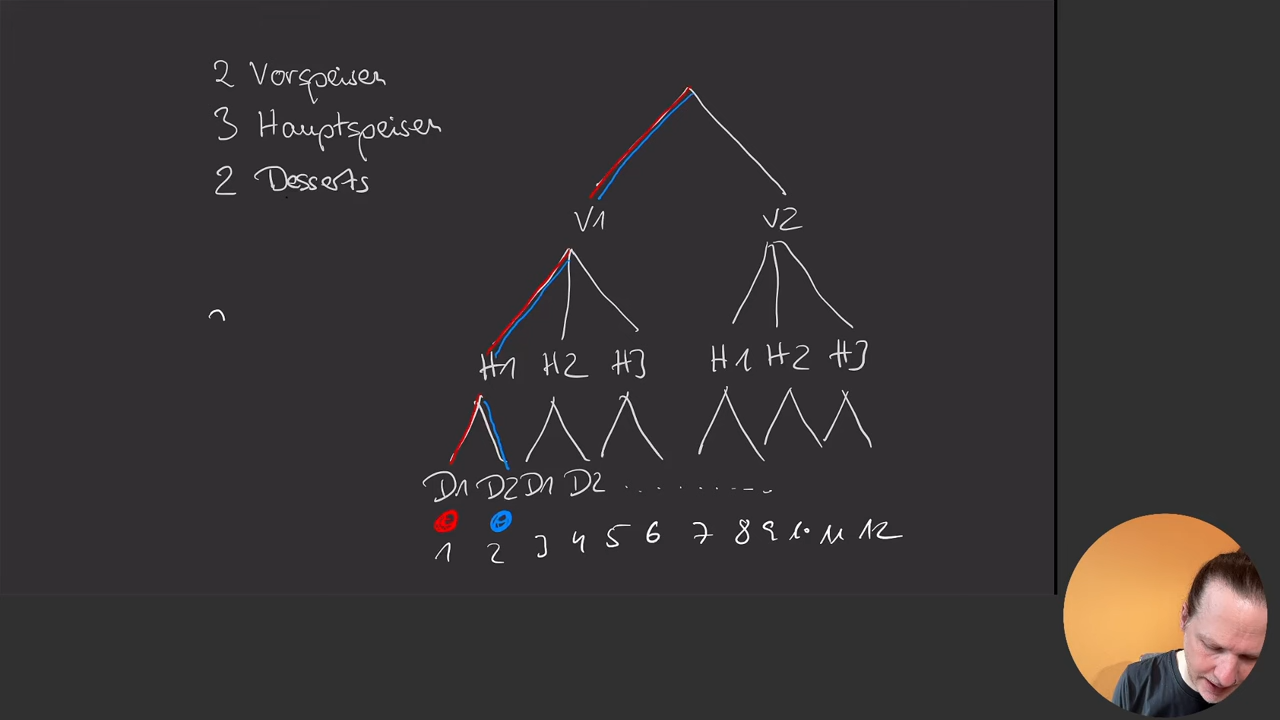 2 Vorspeisen
3 Hauptspeisen
2 Desserts
V1 V2
H1 H2 H3 H1 H2 H3
D1 D2 D1 D2 . . . . . . . . .
1 2 3 4 5 6 7 8 9 10 11 12